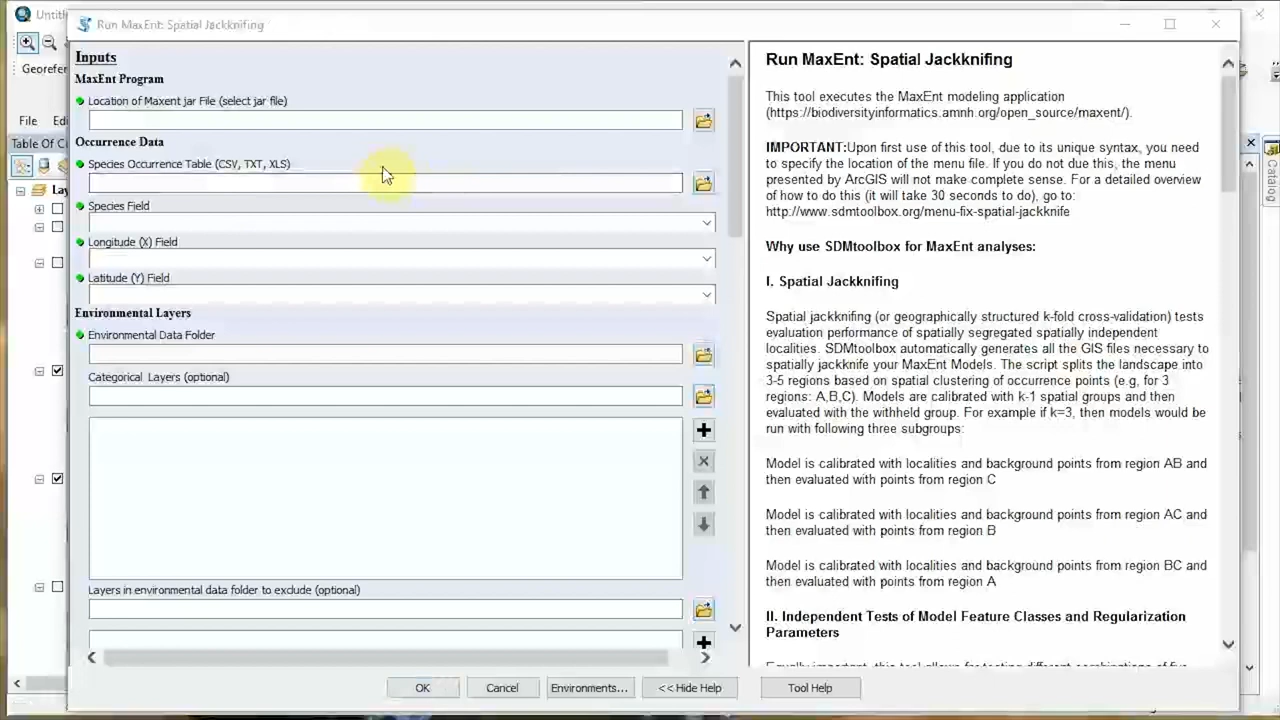 Untitl
Run MaxEnt: Spatial Jackknifing
Georefer
File
Table Of C
Lay
Inputs
MaxEnt Program
Location of Maxent jar File (select jar file)
Occurrence Data
Species Occurrence Table (CSV, TXT, XLS)
Species Field
Longitude (X) Field
Latitude (Y) Field
Environmental Layers
Environmental Data Folder
Categorical Layers (optional)
Layers in environmental data folder to exclude (optional)
OK
Cancel
Environments...
<< Hide Help
Tool Help
Run MaxEnt: Spatial Jackknifing
This tool executes the MaxEnt modeling application
(https://biodiversityinformatics.amnh.org/open_source/maxent/).
IMPORTANT:Upon first use of this tool, due to its unique syntax, you need
to specify the location of the menu file. If you do not due this, the menu
presented by ArcGIS will not make complete sense. For a detailed overview
of how to do this (it will take 30 seconds to do), go to:
http://www.sdmtoolbox.org/menu-fix-spatial-jackknife
Why use SDMtoolbox for MaxEnt analyses:
I. Spatial Jackknifing
Spatial jackknifing (or geographically structured k-fold cross-validation) tests
evaluation performance of spatially segregated spatially independent
localities. SDMtoolbox automatically generates all the GIS files necessary to
spatially jackknife your MaxEnt Models. The script splits the landscape into
3-5 regions based on spatial clustering of occurrence points (e.g, for 3
regions: A,B,C). Models are calibrated with k-1 spatial groups and then
evaluated with the withheld group. For example if k=3, then models would be
run with following three subgroups:
Model is calibrated with localities and background points from region AB and
then evaluated with points from region C
Model is calibrated with localities and background points from region AC and
then evaluated with points from region B
Model is calibrated with localities and background points from region BC and
then evaluated with points from region A
II. Independent Tests of Model Feature Classes and Regularization
Parameters
Catalog